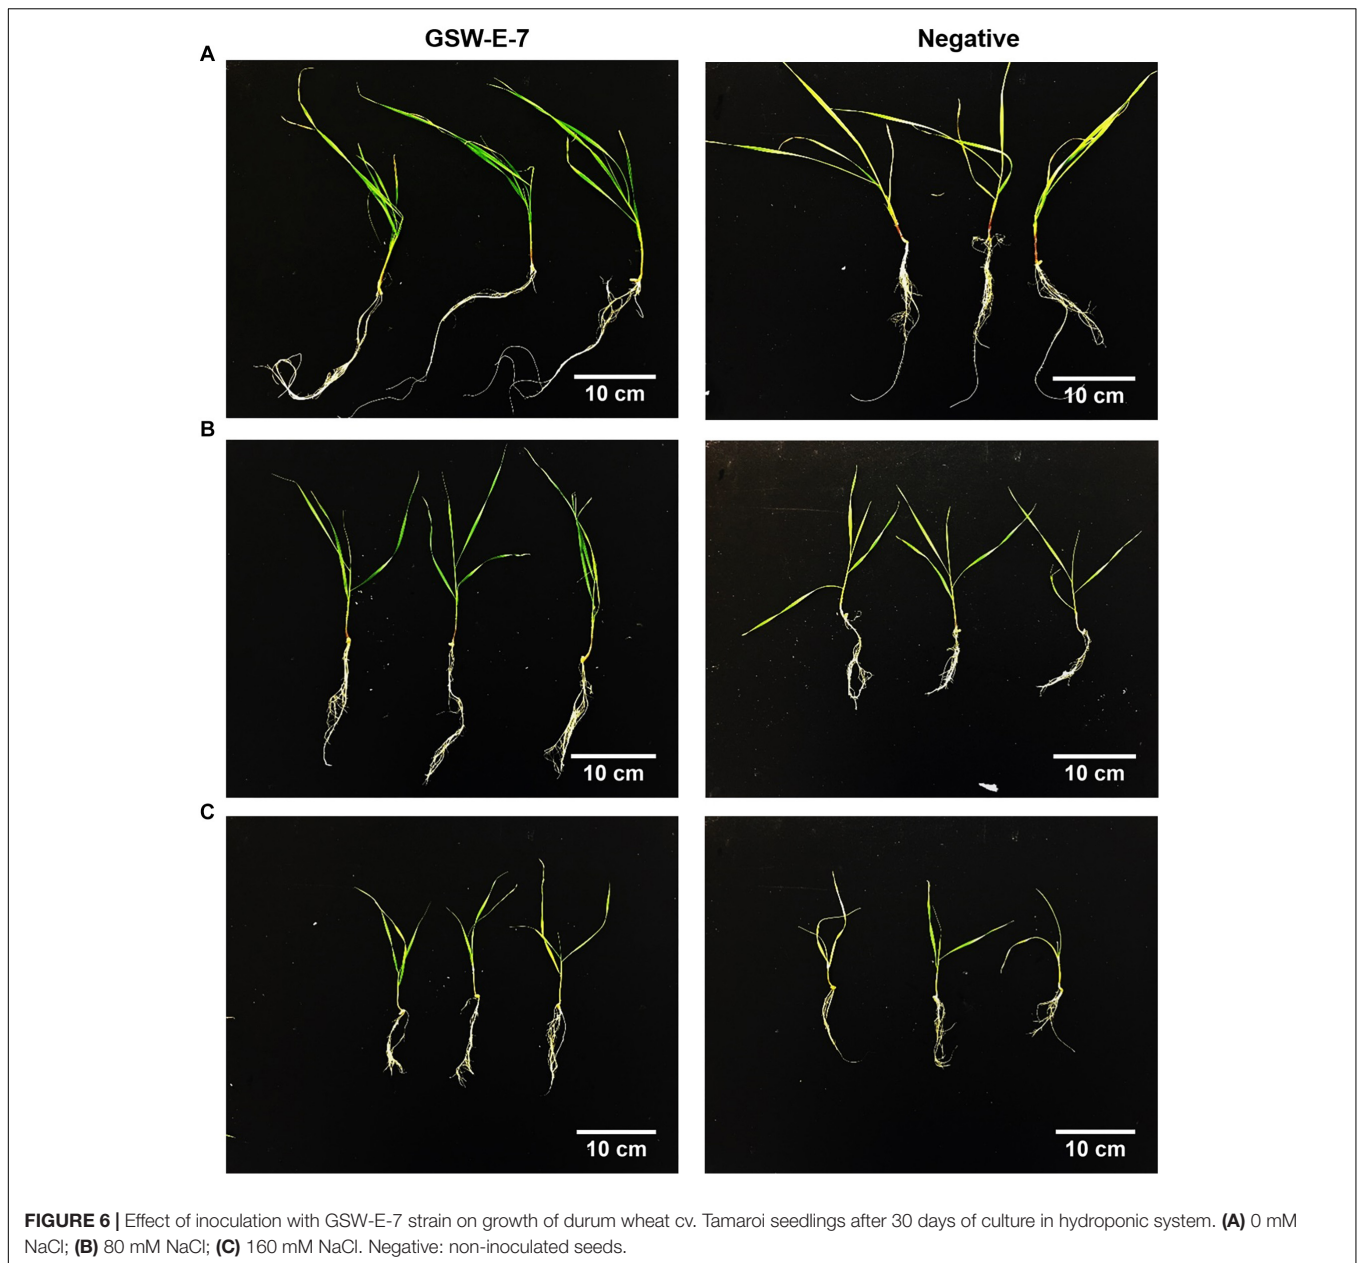 GSW-E-7
Negative
A
10 cm
10 cm
B
10 cm
10 cm
C
10 cm
10 cm
FIGURE 6 | Effect of inoculation with GSW-E-7 strain on growth of durum wheat cv. Tamaroi seedlings after 30 days of culture in hydroponic system. (A) 0 mM
NaCl; (B) 80 mM NaCl; (C) 160 mM NaCl. Negative: non-inoculated seeds.